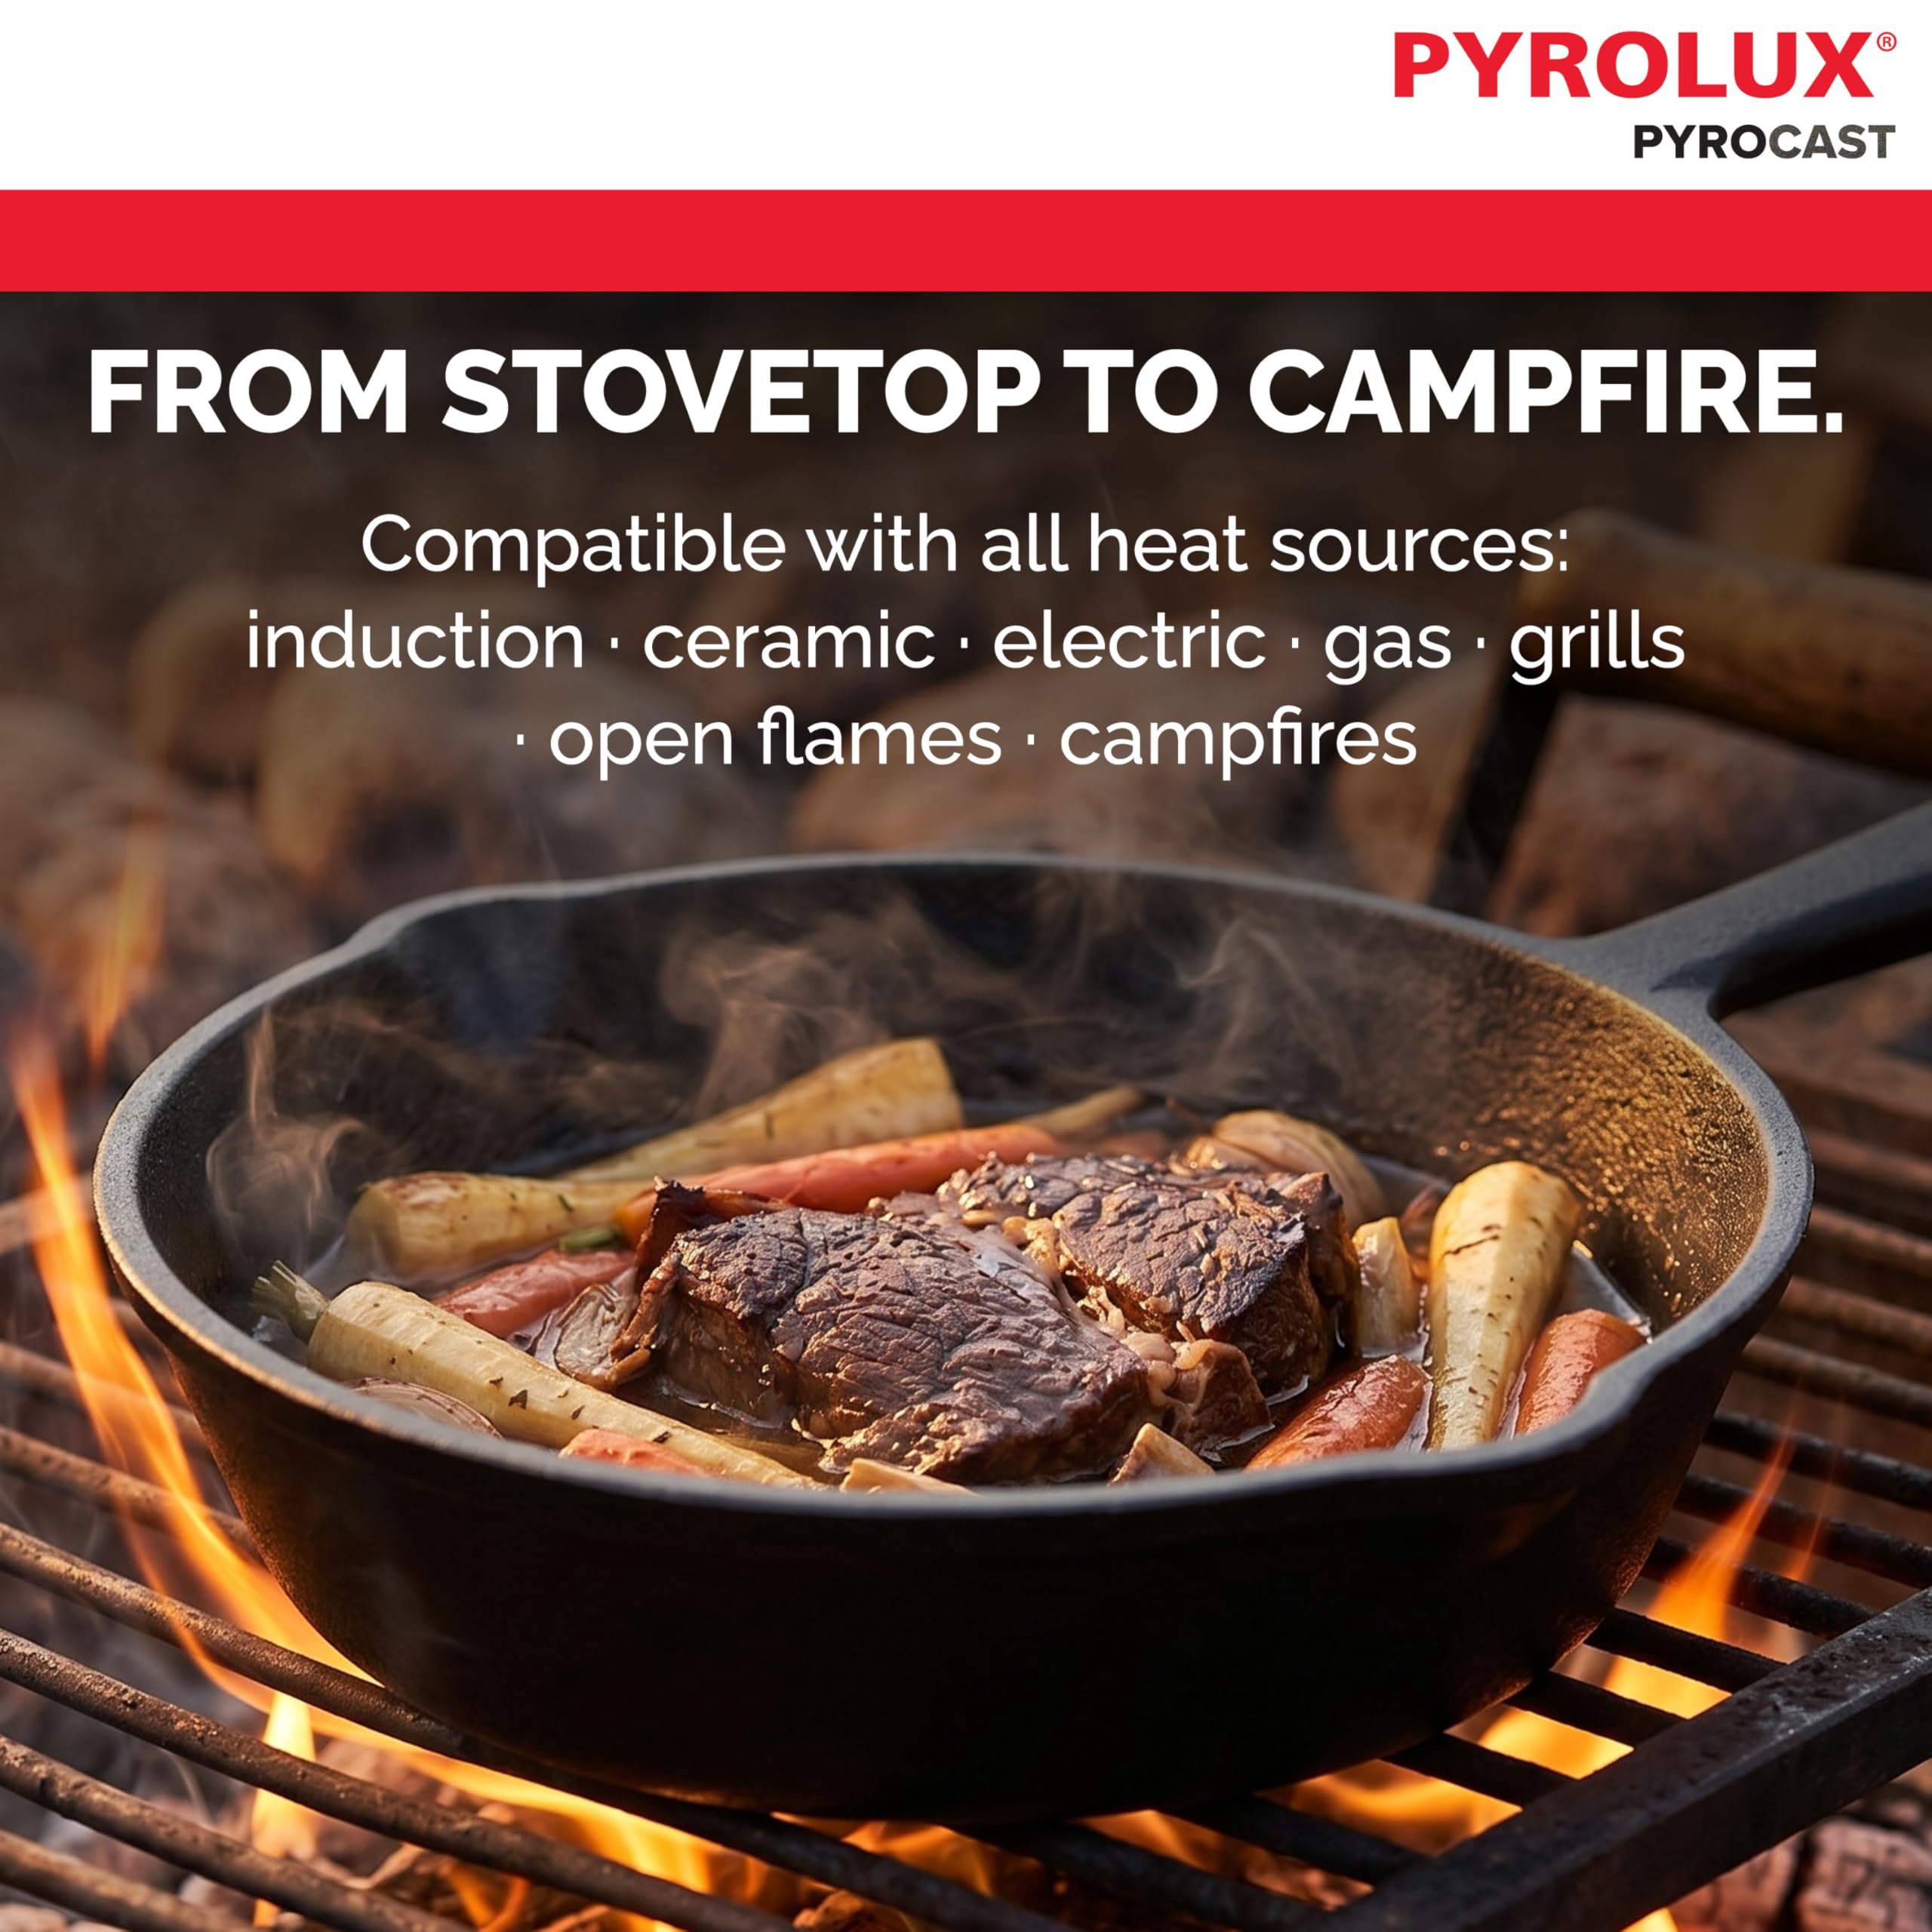 PYROLUX®
PYROCAST
FROM STOVETOP TO CAMPFIRE.
Compatible with all heat sources:
induction · ceramic · electric · gas · grills
· open flames · campfires